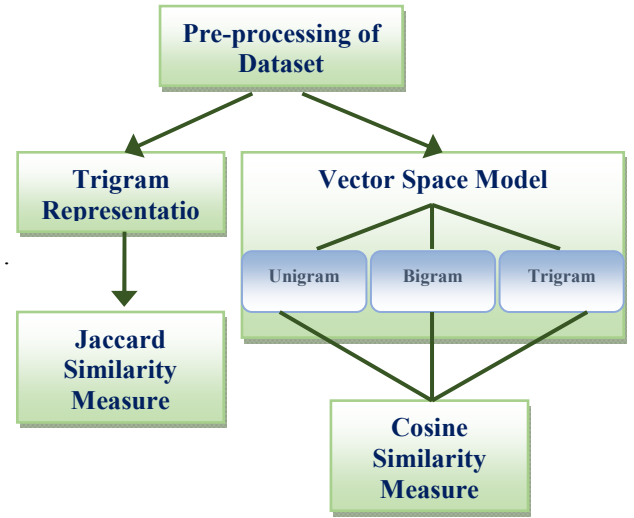 Pre-processing of
Dataset
Trigram
Representatio
Vector Space Model
Unigram
Bigram
Trigram
.
Jaccard
Similarity
Measure
Cosine
Similarity
Measure